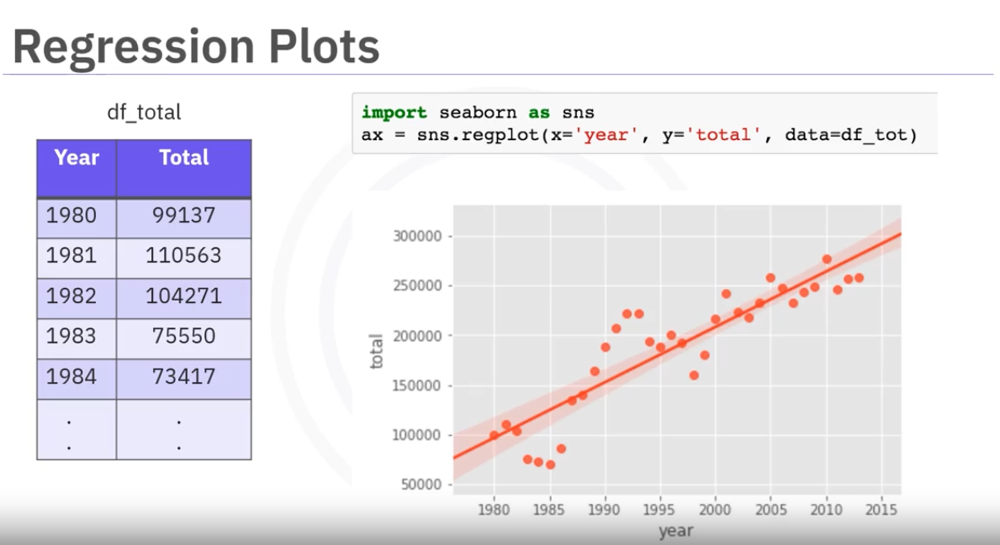 Regression Plots
df_total
Year Total
1980 99137
1981 110563
1982 104271
1983 75550
1984 73417
. .
. .
import seaborn as sns
ax = sns.regplot(x='year', y='total', data=df_tot)
total
300000
250000
200000
150000
100000
50000
1980 1985 1990 1995 2000 2005 2010 2015
year